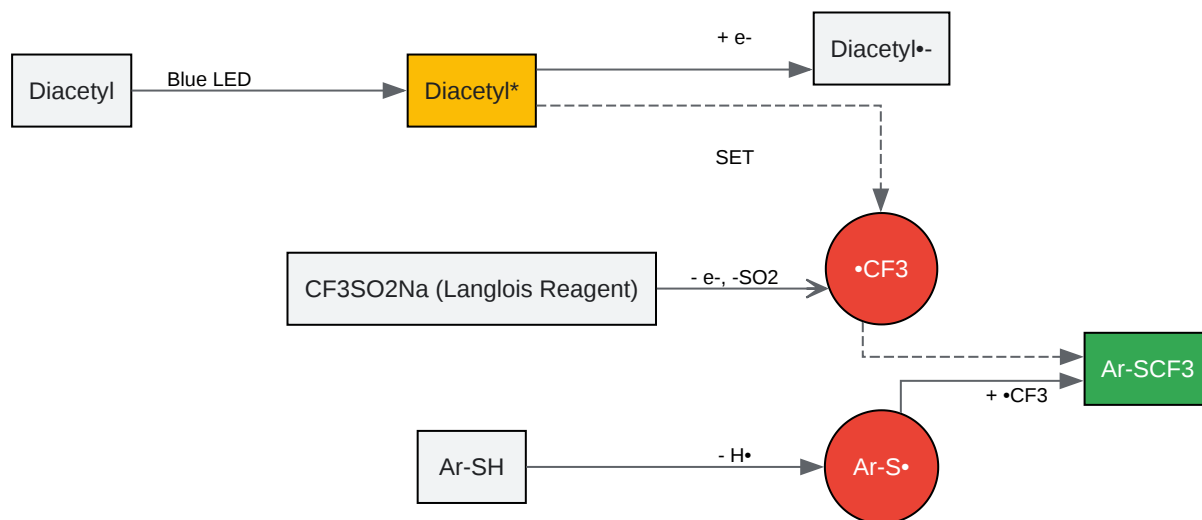 + e-
Diacetyl•-
Diacetyl
Blue LED
Diacetyl*
SET
•CF3
CF3SO2Na (Langlois Reagent)
- e-, -SO2
Ar-SCF3
+ •CF3
Ar-SH
- H•
Ar-S•